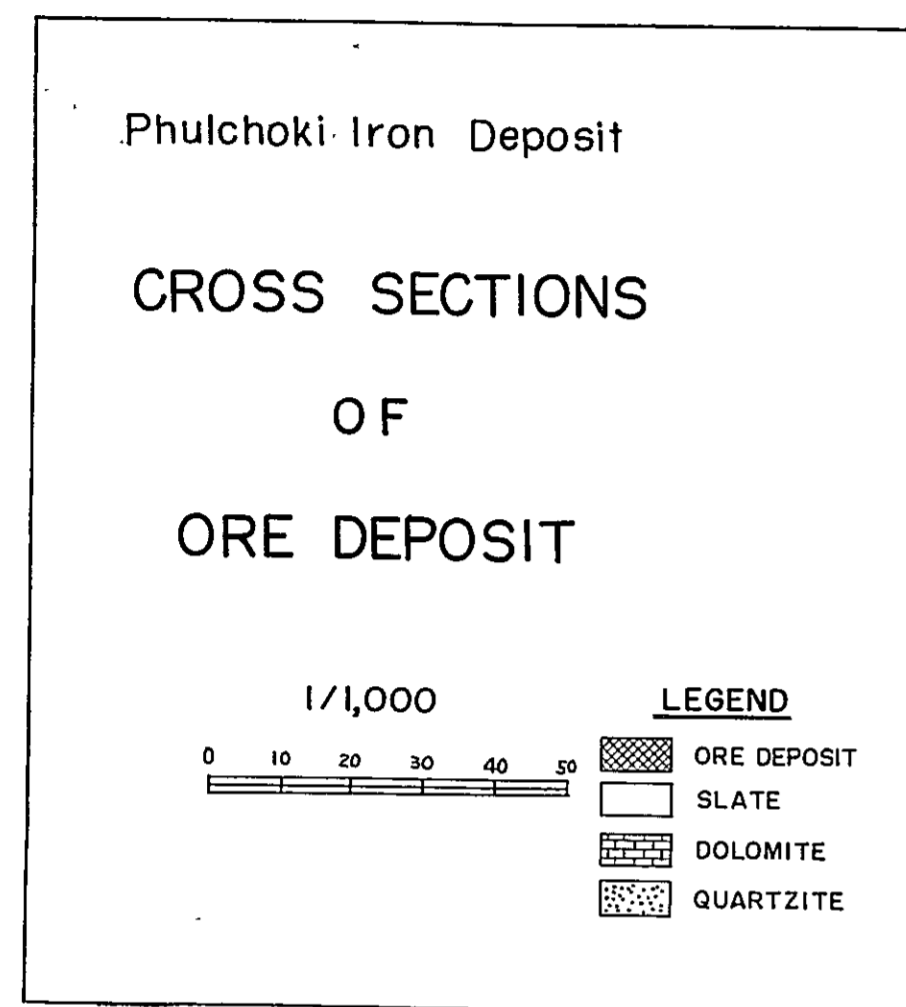 Phulchoki Iron Deposit
CROSS SECTIONS
OF
ORE DEPOSIT
1/1,000
0 10 20 30 40 50
LEGEND
ORE DEPOSIT
SLATE
DOLOMITE
QUARTZITE